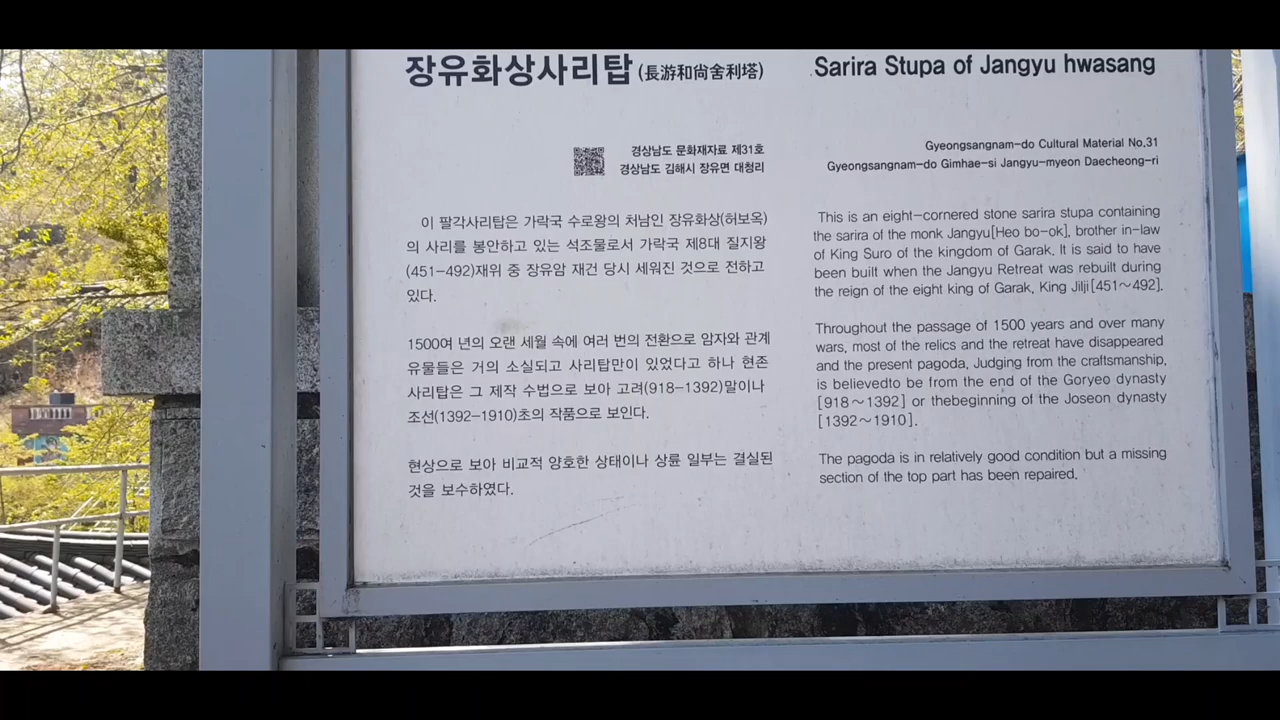 장유화상사리탑(長游和尙舍利塔)
경상남도 문화재자료 제31호
경상남도 김해시 장유면 대청리
이 팔각사리탑은 가락국 수로왕의 처남인 장유화상(허보옥)
의 사리를 봉안하고 있는 석조물로서 가락국 제8대 질지왕
(451-492)재위 중 장유암 재건 당시 세워진 것으로 전하고
있다.
1500여 년의 오랜 세월 속에 여러 번의 전환으로 암자와 관계
유물들은 거의 소실되고 사리탑만이 있었다고 하나 현존
사리탑은 그 제작 수법으로 보아 고려(918-1392)말이나
조선(1392-1910)초의 작품으로 보인다.
현상으로 보아 비교적 양호한 상태이나 상륜 일부는 결실된
것을 보수하였다.
Sarira Stupa of Jangyu hwasang
Gyeongsangnam-do Cultural Material No.31
Gyeongsangnam-do Gimhae-si Jangyu-myeon Daecheong-ri
This is an eight-cornered stone sarira stupa containing
the sarira of the monk Jangyu[Heo bo-ok], brother in-law
of King Suro of the kingdom of Garak. It is said to have
been built when the Jangyu Retreat was rebuilt during
the reign of the eight king of Garak, King Jilji[451~492].
Throughout the passage of 1500 years and over many
wars, most of the relics and the retreat have disappeared
and the present pagoda, Judging from the craftsmanship,
is believedto be from the end of the Goryeo dynasty
[918~1392] or thebeginning of the Joseon dynasty
[1392~1910].
The pagoda is in relatively good condition but a missing
section of the top part has been repaired.